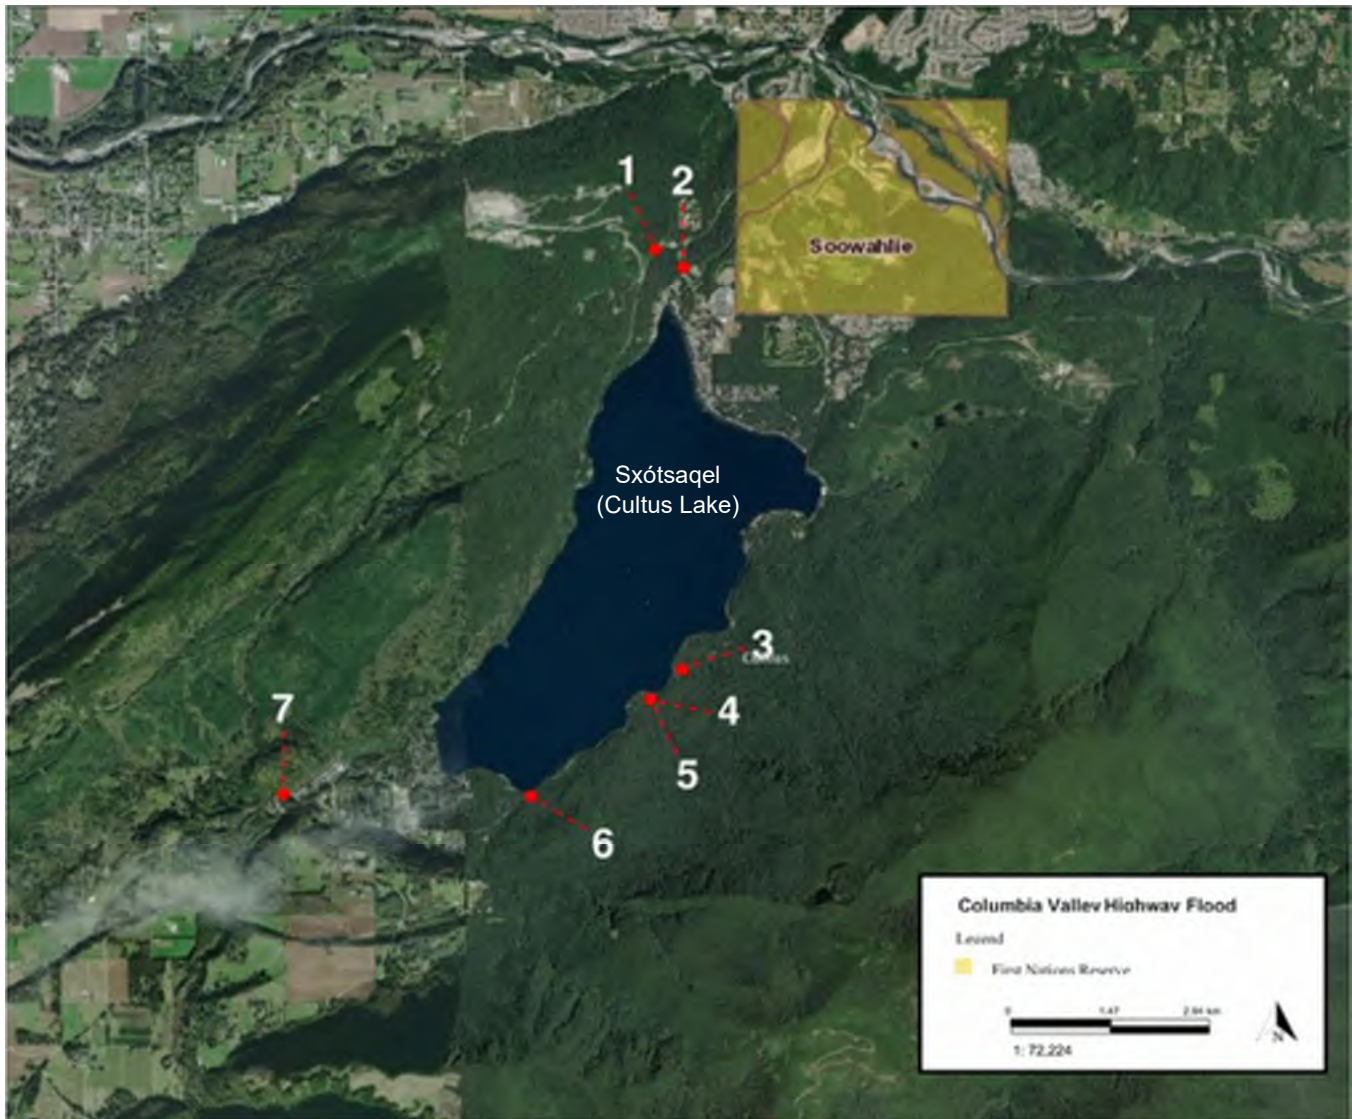 1
2
Soowahlie
Sxótsaqel
(Cultus Lake)
3
4
5
6
7
Columbia Valley Highway Flood
Legend
First Nations Reserve
0 1.47 2.94 km
1: 72,224
N